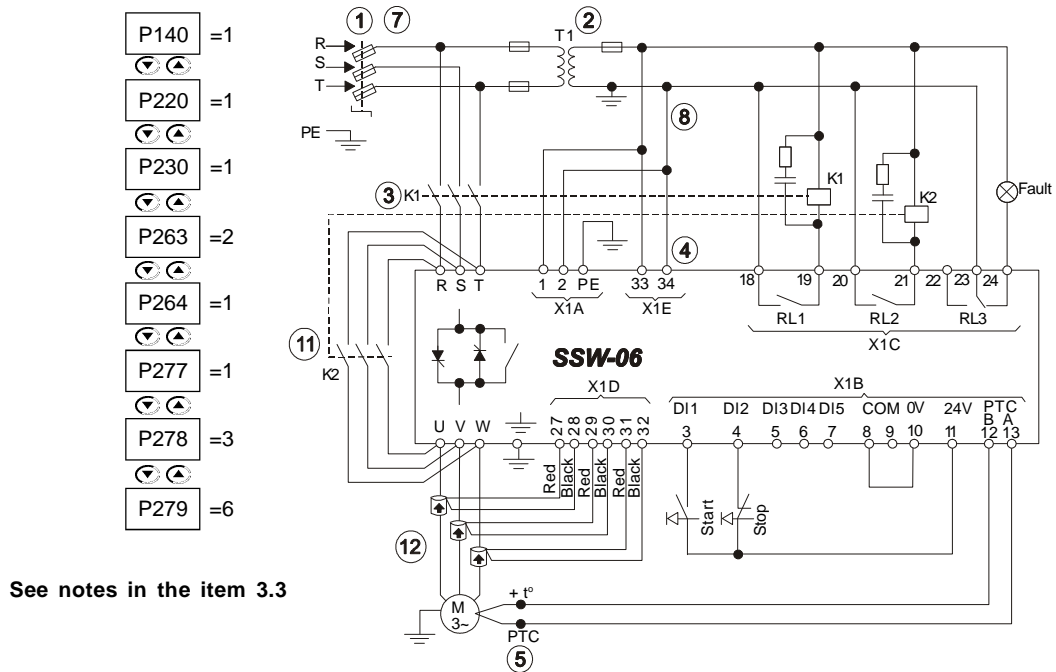 P140 =1
P220 =1
P230 =1
P263 =2
P264 =1
P277 =1
P278 =3
P279 =6
See notes in the item 3.3
1 7 2
R T1
S
T
PE 8
K1 K2 Fault
3 K1
4
R S T 1 2 PE 33 34 18 19 20 21 22 23 24
X1A X1E RL1 RL2 RL3
X1C
11
K2
SSW-06
X1D X1B
DI1 DI2 DI3 DI4 DI5 COM 0V 24V PTC
B A
U V W 27 28 29 30 31 32 3 4 5 6 7 8 9 10 11 12 13
Red Black Red Black Red Black
Start Stop
12
+ t°
M
3~
PTC
5